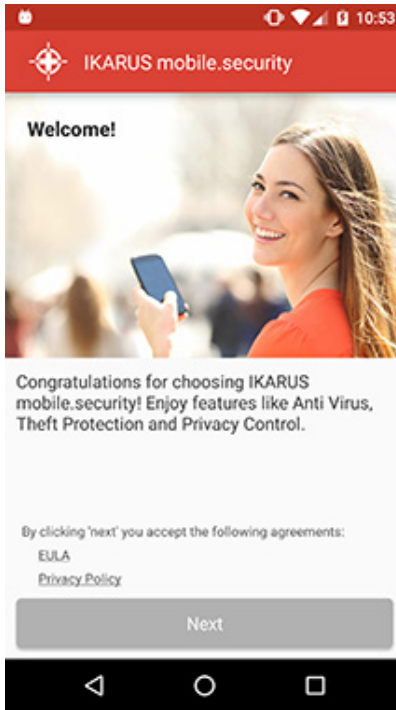 10:53
IKARUS mobile.security
Welcome!
Congratulations for choosing IKARUS
mobile.security! Enjoy features like Anti Virus,
Theft Protection and Privacy Control.
By clicking 'next' you accept the following agreements:
EULA
Privacy Policy
Next